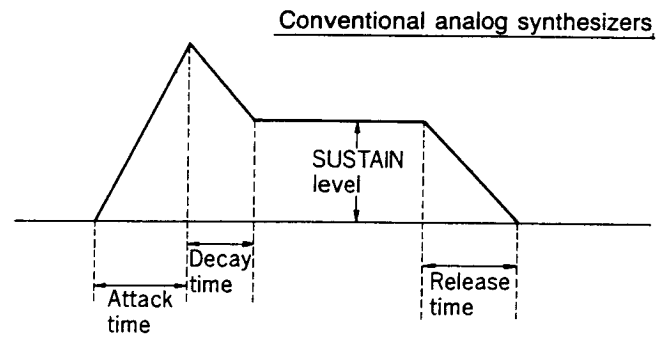 Conventional analog synthesizers
SUSTAIN
level
Decay
time
Attack
time
Release
time